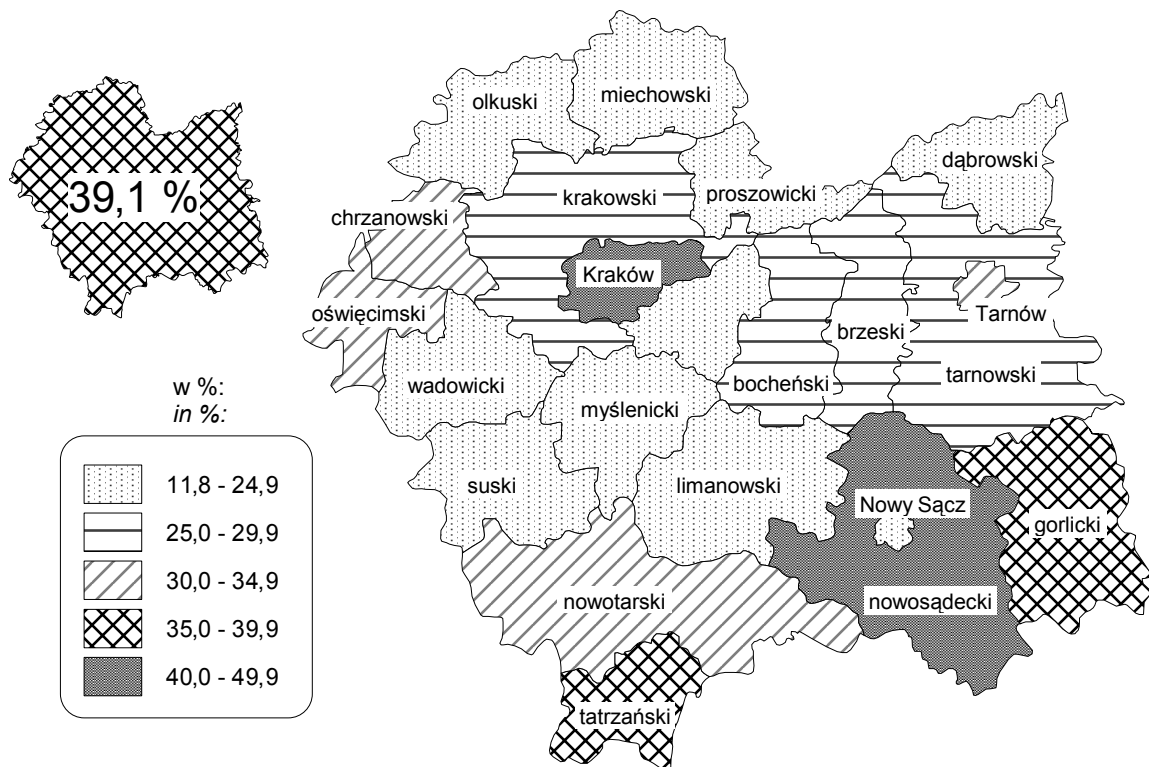 olkuski
miechowski
dąbrowski
39,1 %
krakowski
proszowicki
chrzanowski
Kraków
oświęcimski
Tarnów
brzeski
w %:
in %:
wadowicki
bocheński
tarnowski
myślenicki
11,8 - 24,9
suski
limanowski
Nowy Sącz
gorlicki
25,0 - 29,9
30,0 - 34,9
nowotarski
nowosądecki
35,0 - 39,9
40,0 - 49,9
tatrzański